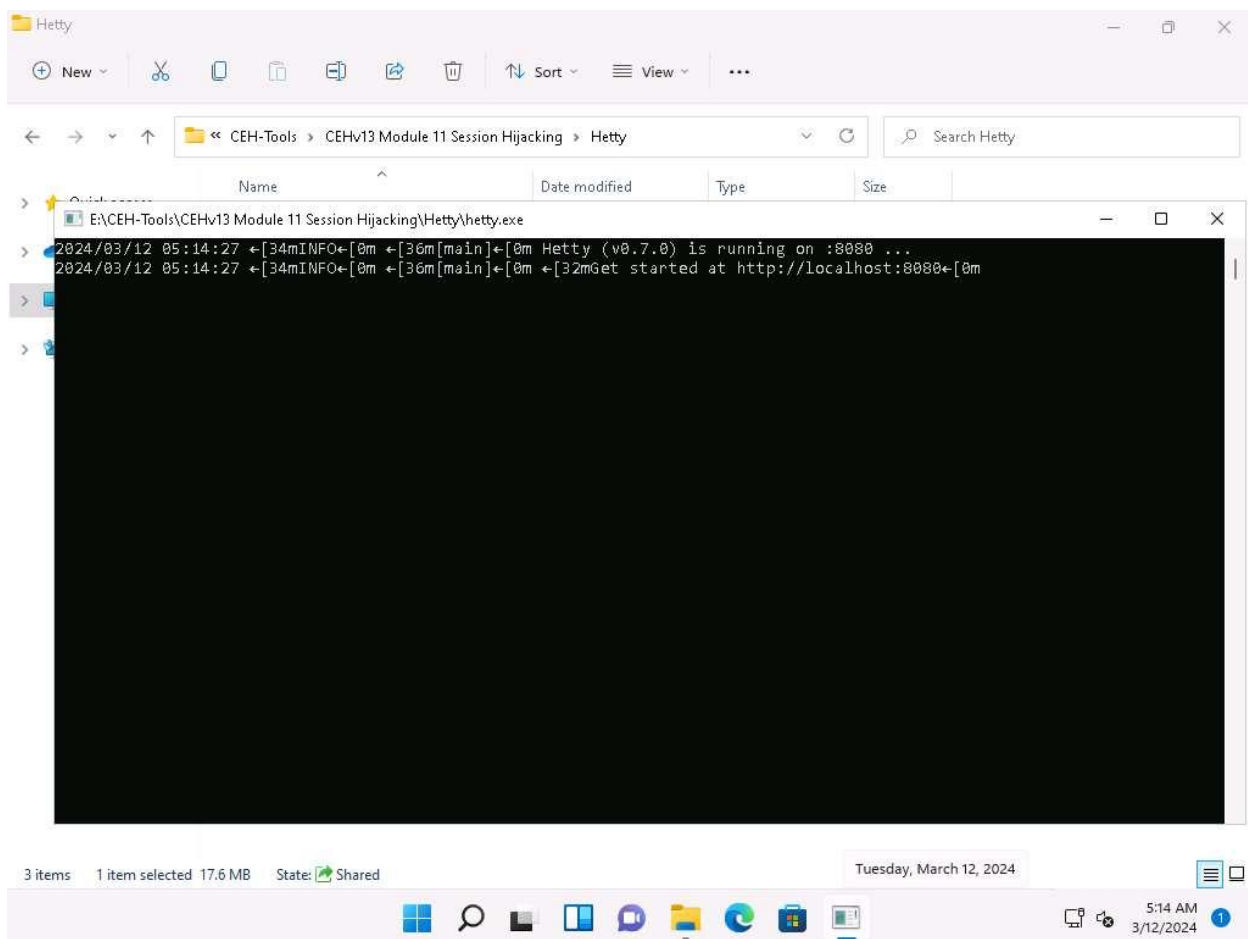 Hetty
New
Sort
View
« CEH-Tools > CEHv13 Module 11 Session Hijacking > Hetty
Search Hetty
Name
Date modified
Type
Size
E:\CEH-Tools\CEHv13 Module 11 Session Hijacking\Hetty\hetty.exe
2024/03/12 05:14:27 ←[34mINFO←[0m ←[36m[main]←[0m Hetty (v0.7.0) is running on :8080 ...
2024/03/12 05:14:27 ←[34mINFO←[0m ←[36m[main]←[0m ←[32mGet started at http://localhost:8080←[0m
3 items
1 item selected 17.6 MB
State: Shared
Tuesday, March 12, 2024
5:14 AM
3/12/2024
1